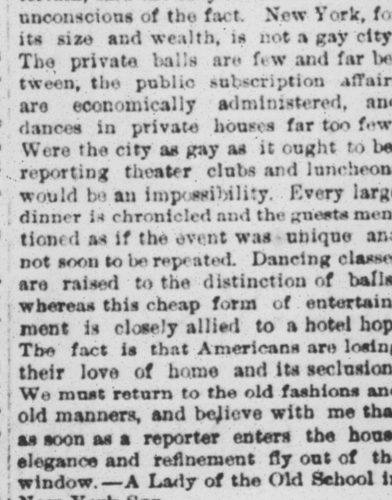 unconscious of the fact. New York, fo
its size and wealth, is not a gay city
The private balls are few and far be
tween, the public subscription affair
are economically administered, an
dances in private houses far too few
Were the city as gay as it ought to be
reporting theater clubs and luncheon
would be an impossibility. Every larg
dinner is chronicled and the guests men
tioned as if the event was unique an
not soon to be repeated. Dancing classe
are raised to the distinction of balls
whereas this cheap form of entertain
ment is closely allied to a hotel hop
The fact is that Americans are losing
their love of home and its seclusion
We must return to the old fashions an
old manners, and believe with me tha
as soon as a reporter enters the hous
elegance and refinement fly out of the
window.—A Lady of the Old School i
New York Sun